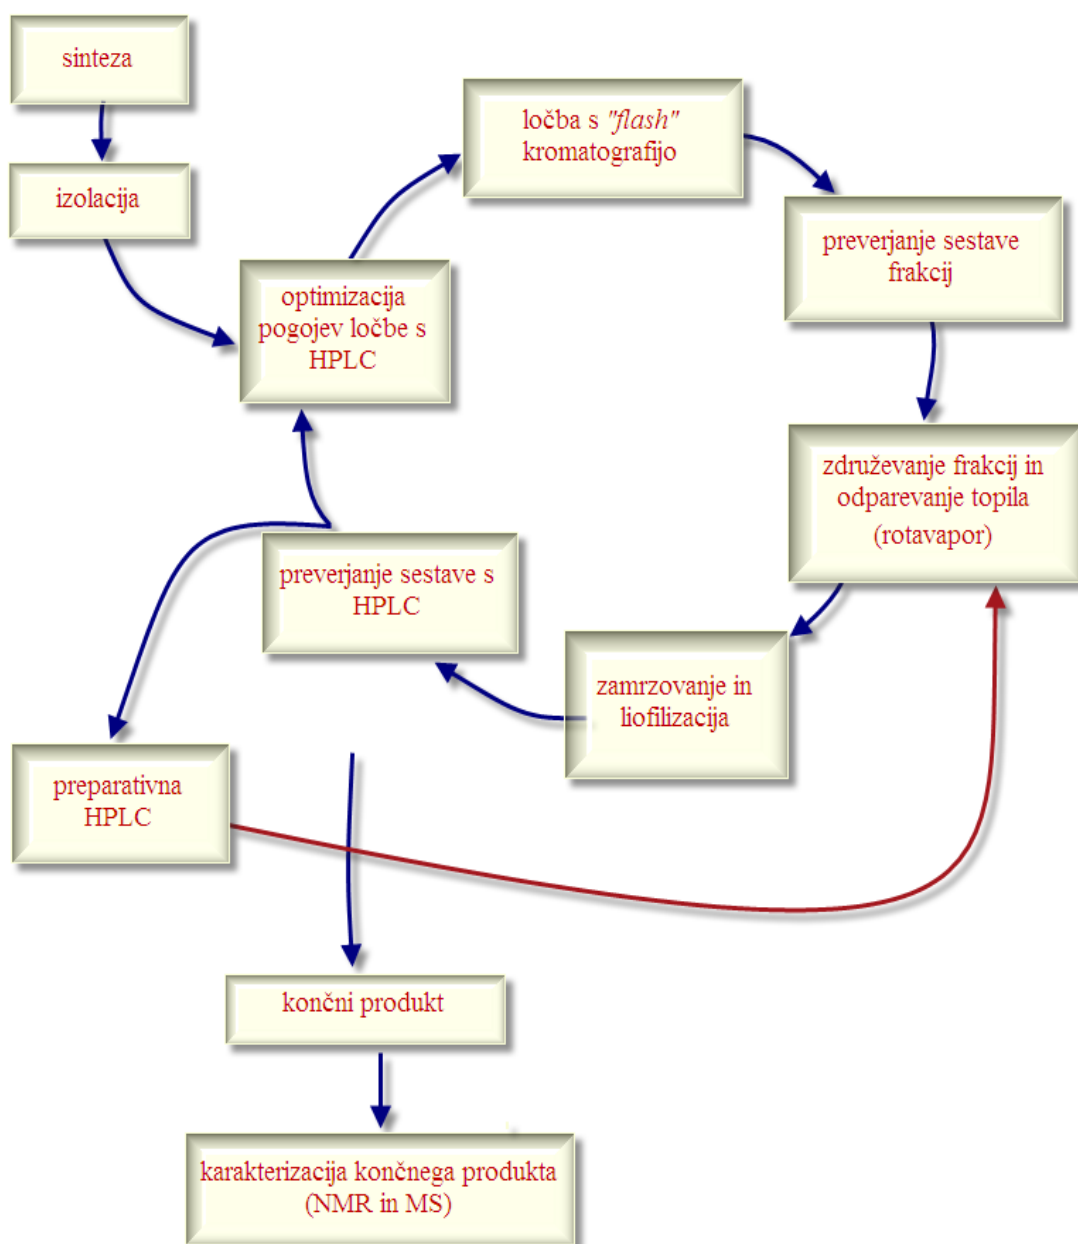 sinteza
izolacija
optimizacija
pogojev ločbe s
HPLC
ločba s "flash"
kromatografijo
preverjanje sestave
frakcij
združevanje frakcij in
odparevanje topila
(rotavapor)
zamrzovanje in
liofilizacija
preverjanje sestave s
HPLC
preparativna
HPLC
končni produkt
karakterizacija končnega produkta
(NMR in MS)